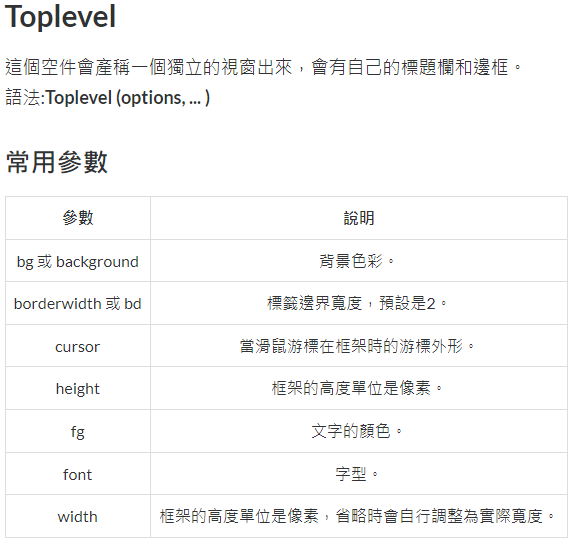 Toplevel
這個空件會產稱一個獨立的視窗出來，會有自己的標題欄和邊框。
語法:Toplevel (options, ... )
常用參數
參數 說明
bg 或 background 背景色彩。
borderwidth 或 bd 標籤邊界寬度，預設是2。
cursor 當滑鼠游標在框架時的游標外形。
height 框架的高度單位是像素。
fg 文字的顏色。
font 字型。
width 框架的高度單位是像素，省略時會自行調整為實際寬度。